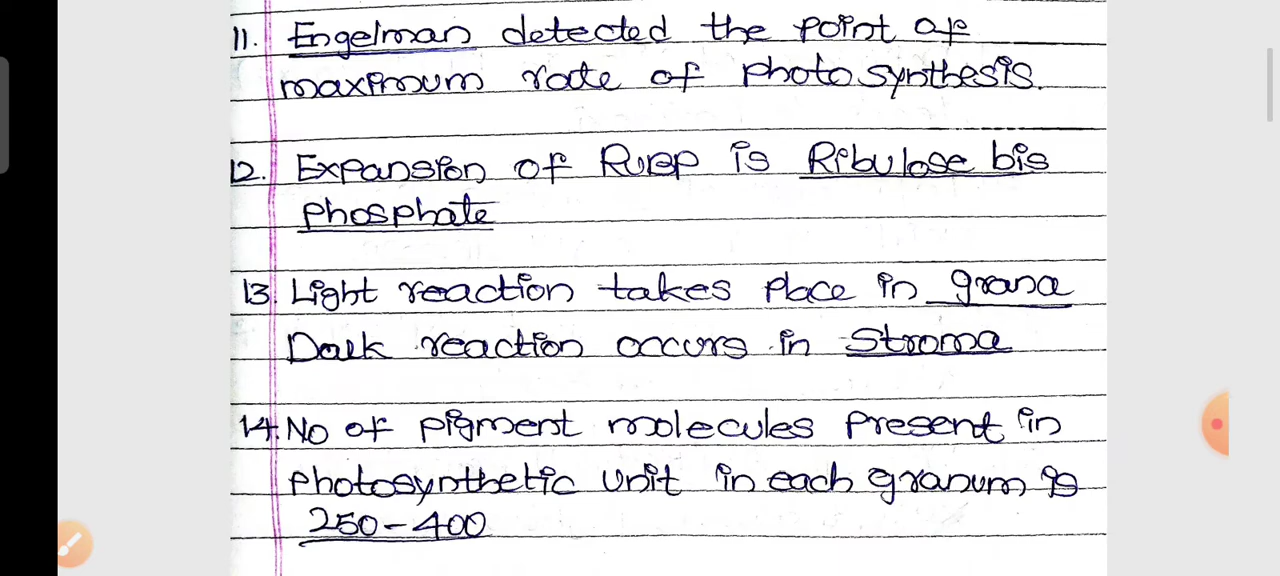 11. Engelman detected the point of
maximum rate of photosynthesis.
12. Expansion of RUBP is Ribulose bis
phosphate
13. Light reaction takes place in grana
Dark reaction occurs in Stroma
14. No of pigment molecules present in
photosynthetic unit in each granum is
250-400